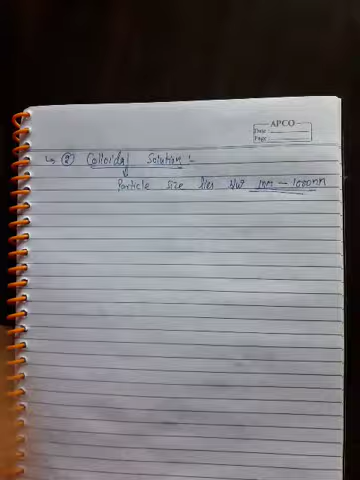 APCO
Date
Page
↳ ② Colloidal Solution :-
↓
Particle size lies b/w 1nm — 1000nm